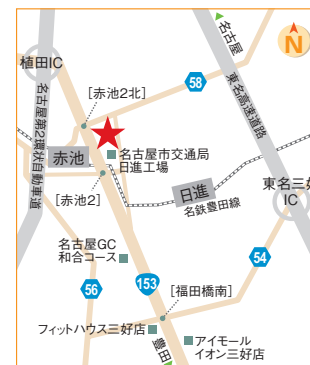 名古屋
N
植田IC
[赤池2北]
58
東名高速道路
名古屋第2環状自動車道
赤池
名古屋市交通局
日進工場
[赤池2]
日進
名鉄豊田線
東名三好
IC
名古屋GC
和合コース
54
56
153
[福田橋南]
フィットハウス三好店
豊田
アイモール
イオン三好店